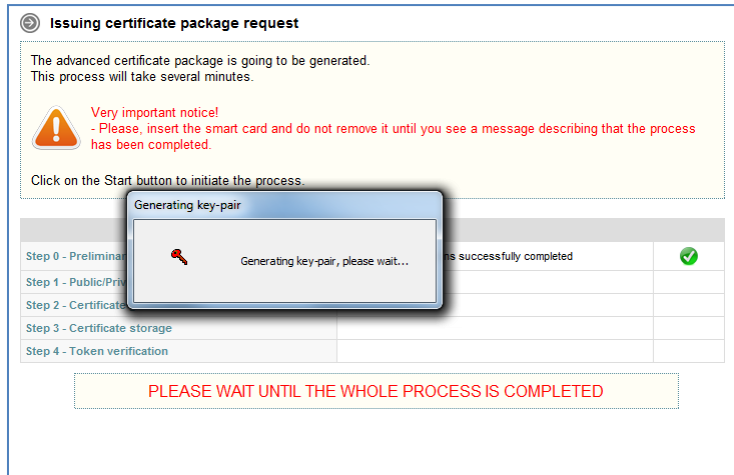 Issuing certificate package request
The advanced certificate package is going to be generated.
This process will take several minutes.
Very important notice!
- Please, insert the smart card and do not remove it until you see a message describing that the process
has been completed.
Click on the Start button to initiate the process.
Generating key-pair
Generating key-pair, please wait...
Step 0 - Preliminar
successfully completed
Step 1 - Public/Priv
Step 2 - Certificate
Step 3 - Certificate storage
Step 4 - Token verification
PLEASE WAIT UNTIL THE WHOLE PROCESS IS COMPLETED